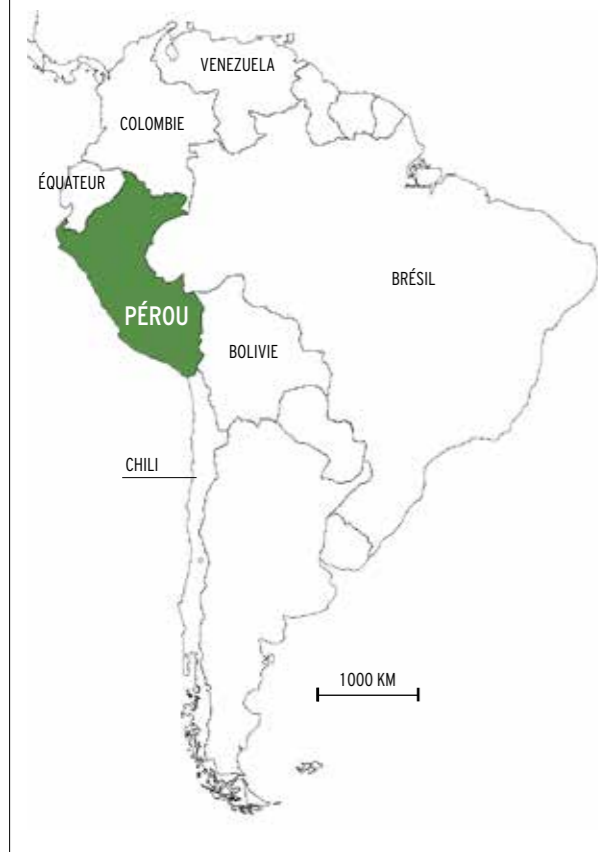 VENEZUELA
COLOMBIE
ÉQUATEUR
BRÉSIL
PÉROU
BOLIVIE
CHILI
1000 KM